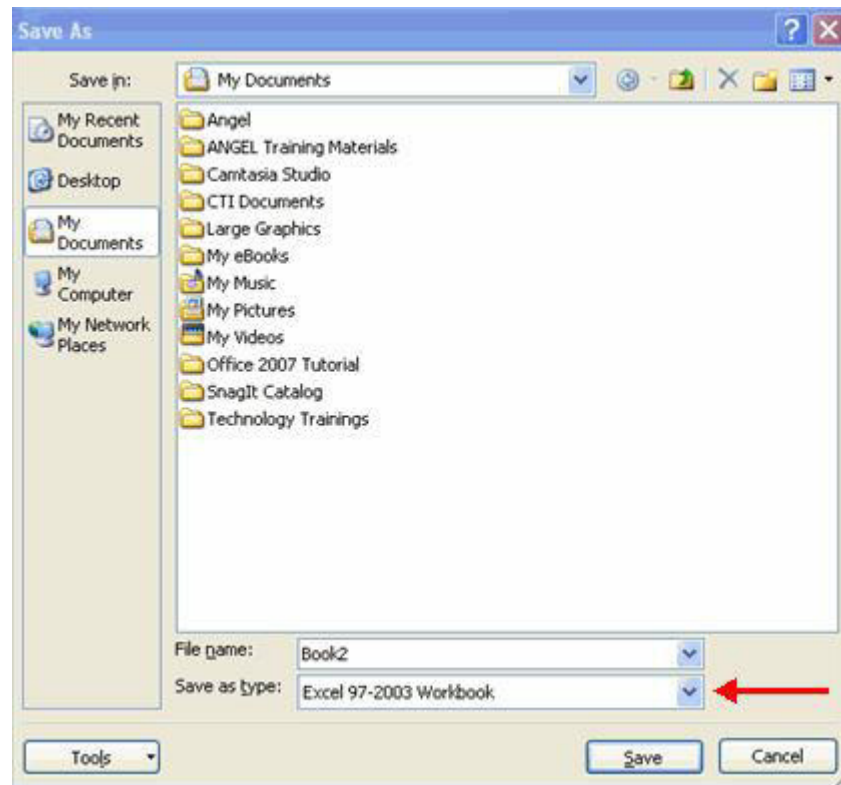 Save As
Save in:
My Documents
My Recent
Documents
Desktop
My
Documents
My
Computer
My Network
Places
Angel
ANGEL Training Materials
Camtasia Studio
CTI Documents
Large Graphics
My eBooks
My Music
My Pictures
My Videos
Office 2007 Tutorial
SnagIt Catalog
Technology Trainings
File name:
Book2
Save as type:
Excel 97-2003 Workbook
Tools
Save
Cancel